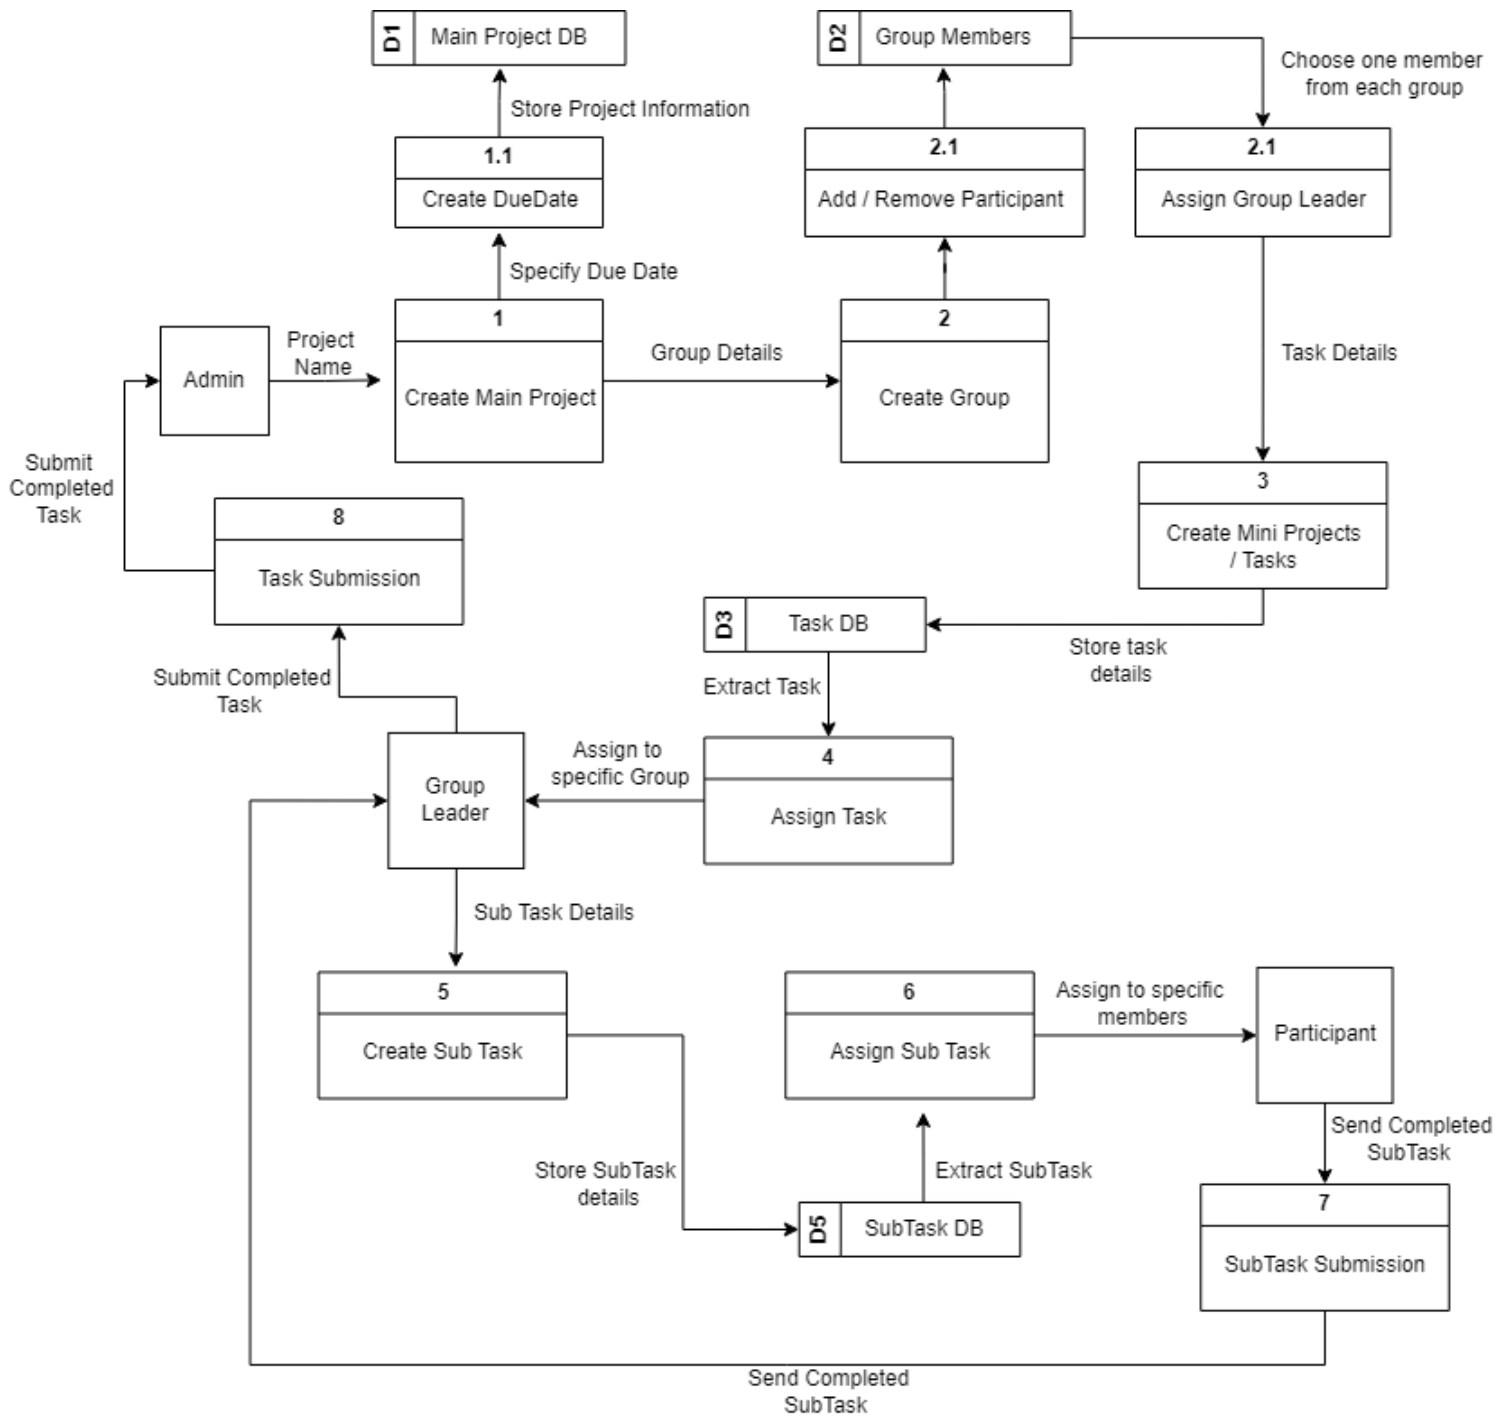 D1
Main Project DB
D2
Group Members
Choose one member
from each group
Store Project Information
1.1
Create DueDate
2.1
Add / Remove Participant
2.1
Assign Group Leader
Specify Due Date
1
Create Main Project
2
Create Group
Admin
Project
Name
Group Details
Task Details
Submit
Completed
Task
3
Create Mini Projects
/ Tasks
8
Task Submission
D3
Task DB
Store task
details
Extract Task
Submit Completed
Task
Group
Leader
Assign to
specific Group
4
Assign Task
Sub Task Details
5
Create Sub Task
6
Assign Sub Task
Assign to specific
members
Participant
Send Completed
SubTask
Store SubTask
details
Extract SubTask
D5
SubTask DB
7
SubTask Submission
Send Completed
SubTask